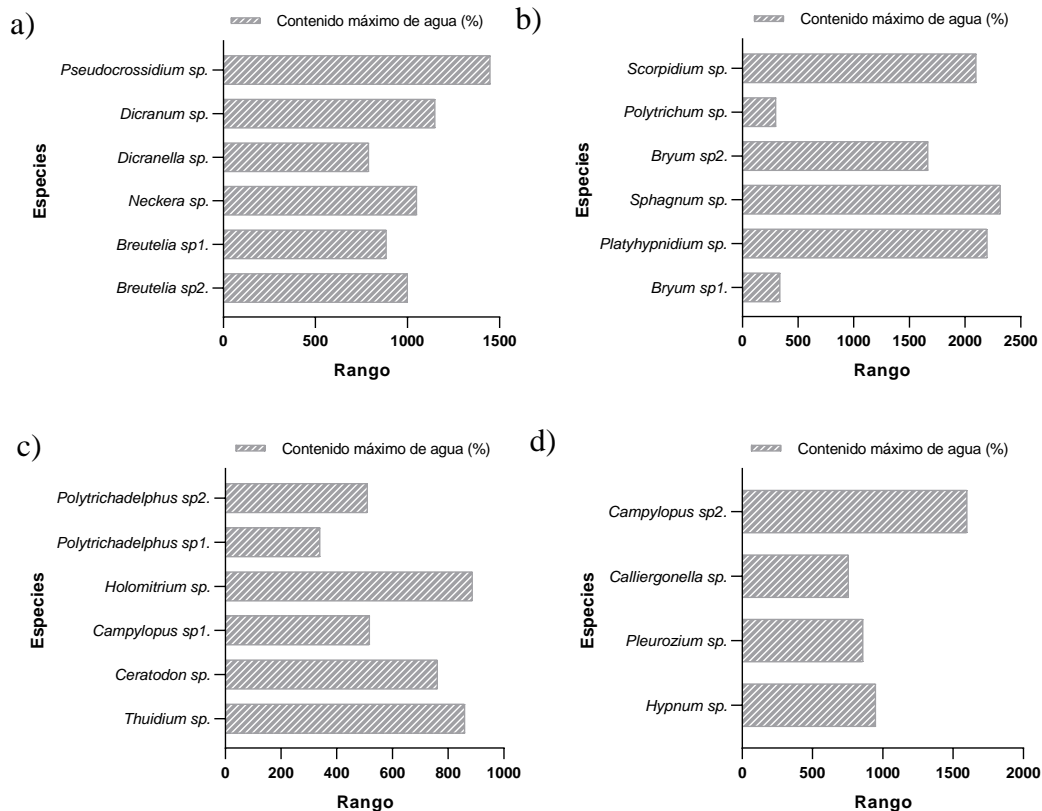 a)
Contenido máximo de agua (%)
Pseudocrossidium sp.
Dicranum sp.
Dicranella sp.
Neckera sp.
Breutelia sp1.
Breutelia sp2.
Especies
0 500 1000 1500
Rango
b)
Contenido máximo de agua (%)
Scorpidium sp.
Polytrichum sp.
Bryum sp2.
Sphagnum sp.
Platyhypnidium sp.
Bryum sp1.
Especies
0 500 1000 1500 2000 2500
Rango
c)
Contenido máximo de agua (%)
Polytrichadelphus sp2.
Polytrichadelphus sp1.
Holomitrium sp.
Campylopus sp1.
Ceratodon sp.
Thuidium sp.
Especies
0 200 400 600 800 1000
Rango
d)
Contenido máximo de agua (%)
Campylopus sp2.
Calliergonella sp.
Pleurozium sp.
Hypnum sp.
Especies
0 500 1000 1500 2000
Rango